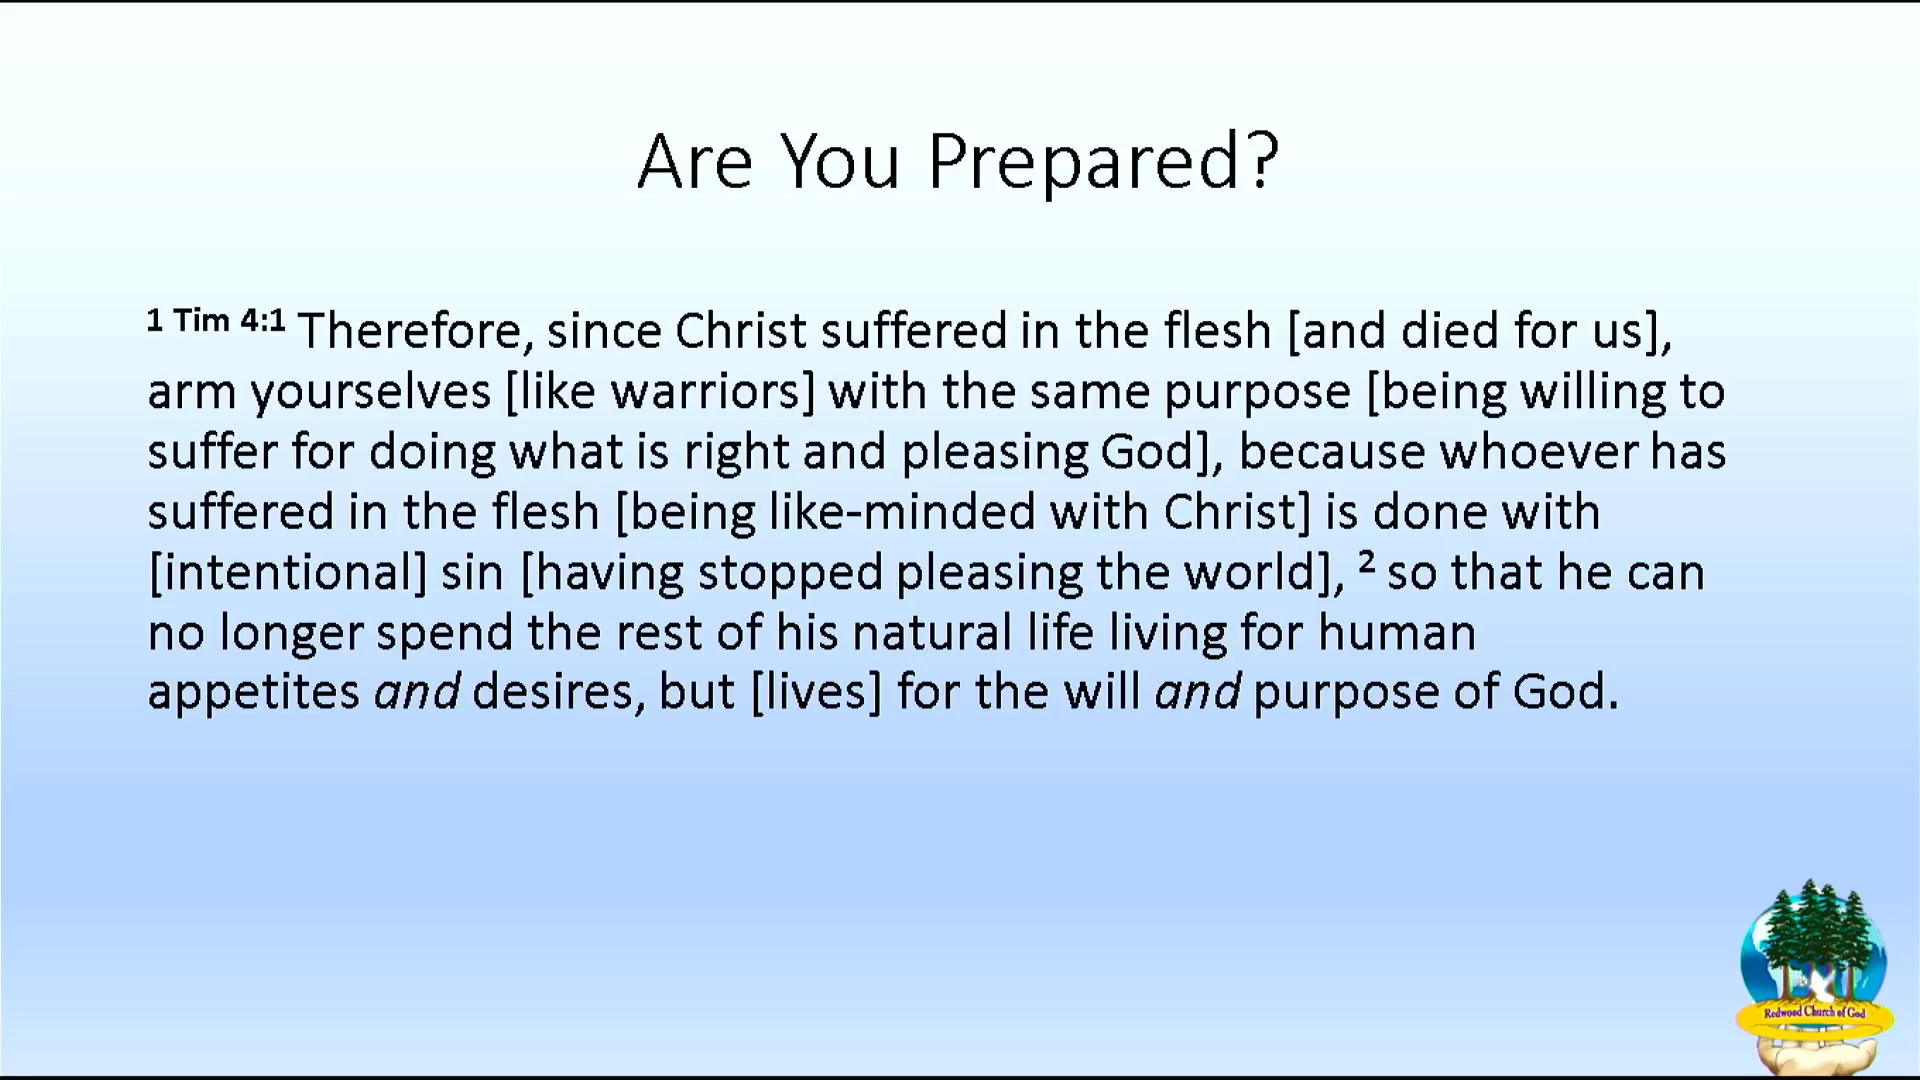 Are You Prepared?
1 Tim 4:1 Therefore, since Christ suffered in the flesh [and died for us],
arm yourselves [like warriors] with the same purpose [being willing to
suffer for doing what is right and pleasing God], because whoever has
suffered in the flesh [being like-minded with Christ] is done with
[intentional] sin [having stopped pleasing the world], ² so that he can
no longer spend the rest of his natural life living for human
appetites and desires, but [lives] for the will and purpose of God.
Redwood Church of God